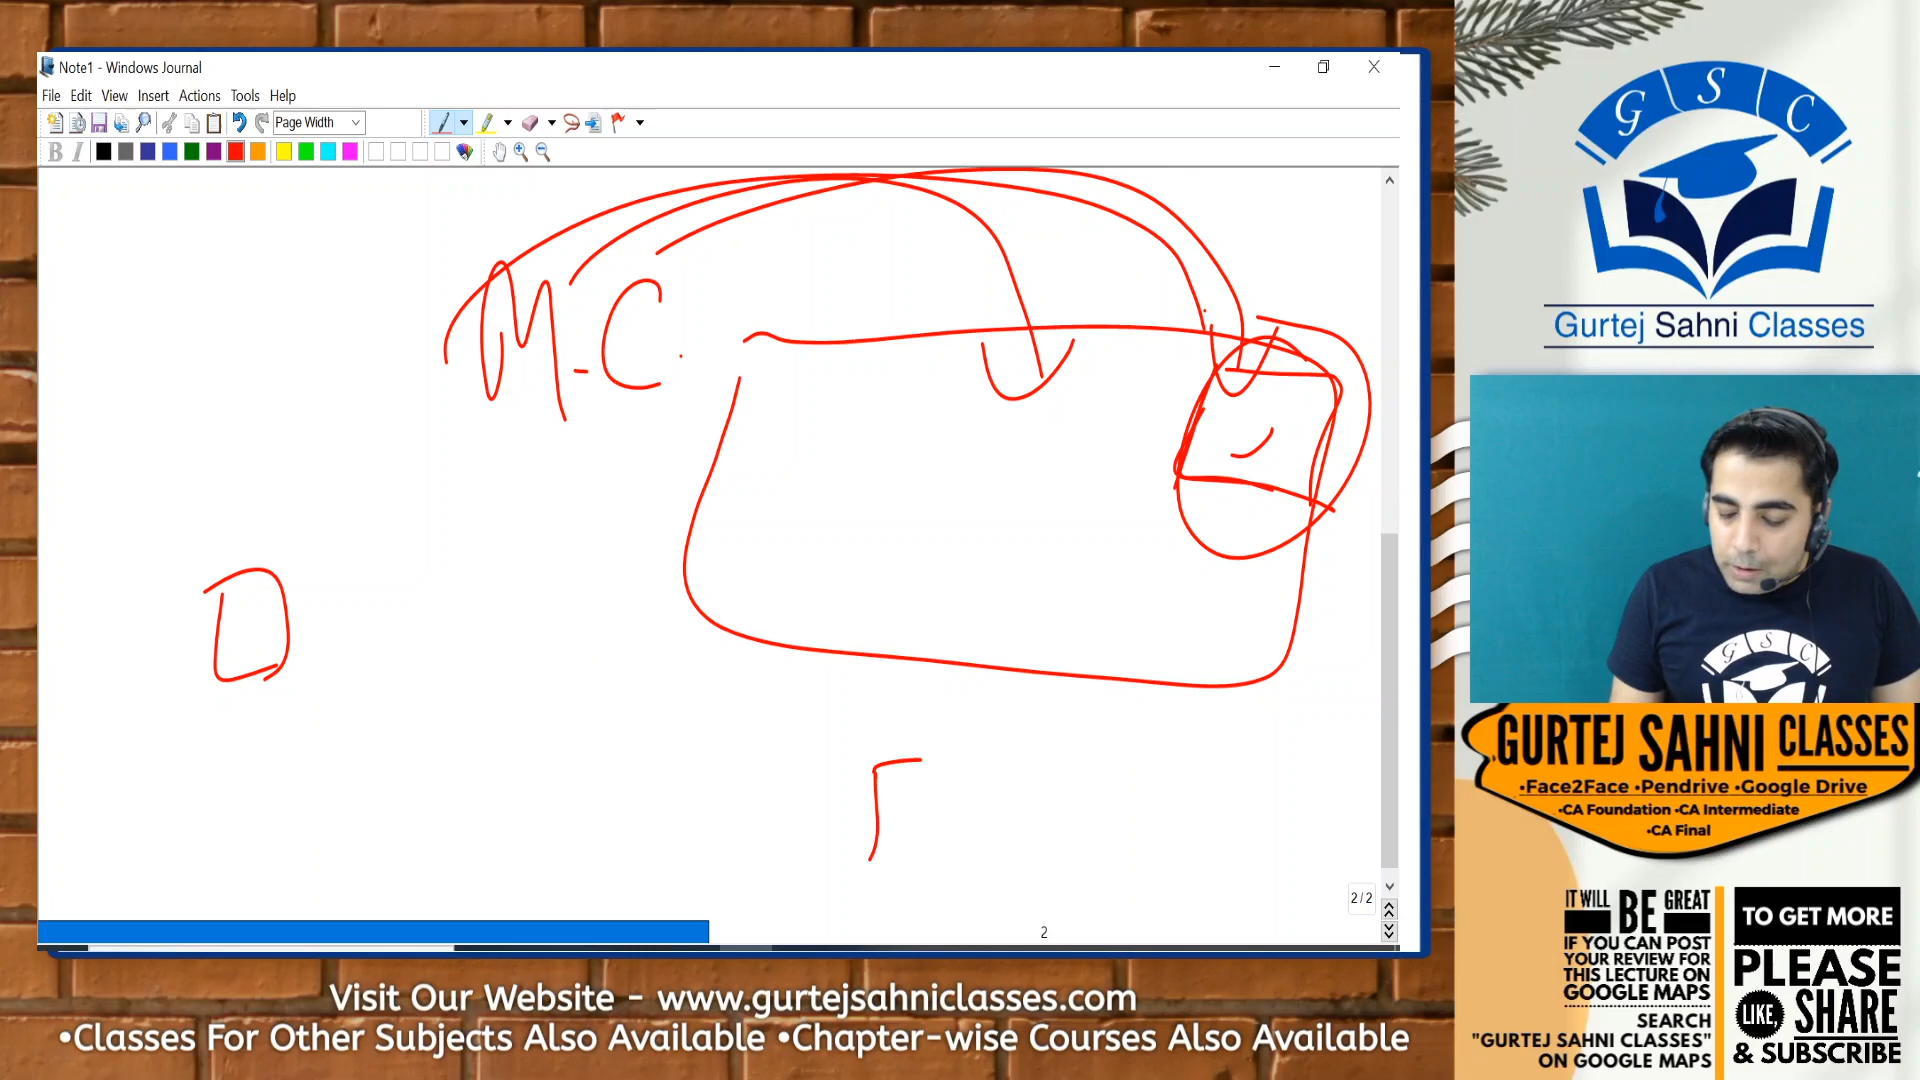 Note1 - Windows Journal
File Edit View Insert Actions Tools Help
Page Width
B I
M.C.
D
2/2
2
G S C
Gurtej Sahni Classes
G S C
GURTEJ SAHNI CLASSES
•Face2Face •Pendrive •Google Drive
•CA Foundation •CA Intermediate
•CA Final
IT WILL BE GREAT
IF YOU CAN POST
YOUR REVIEW FOR
THIS LECTURE ON
GOOGLE MAPS
SEARCH
"GURTEJ SAHNI CLASSES"
ON GOOGLE MAPS
TO GET MORE
PLEASE
LIKE, SHARE
& SUBSCRIBE
Visit Our Website - www.gurtejsahniclasses.com
•Classes For Other Subjects Also Available •Chapter-wise Courses Also Available